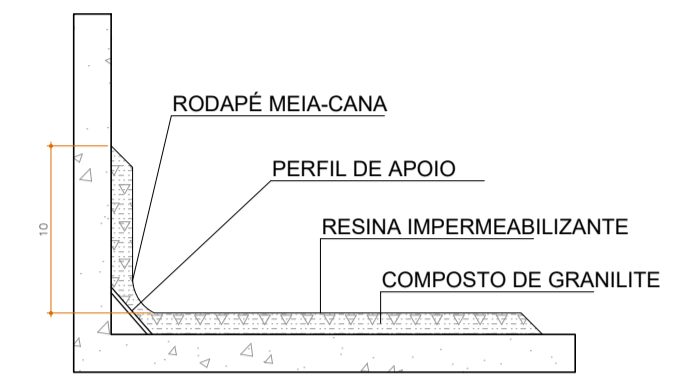 RODAPÉ MEIA-CANA
PERFIL DE APOIO
RESINA IMPERMEABILIZANTE
COMPOSTO DE GRANILITE
10